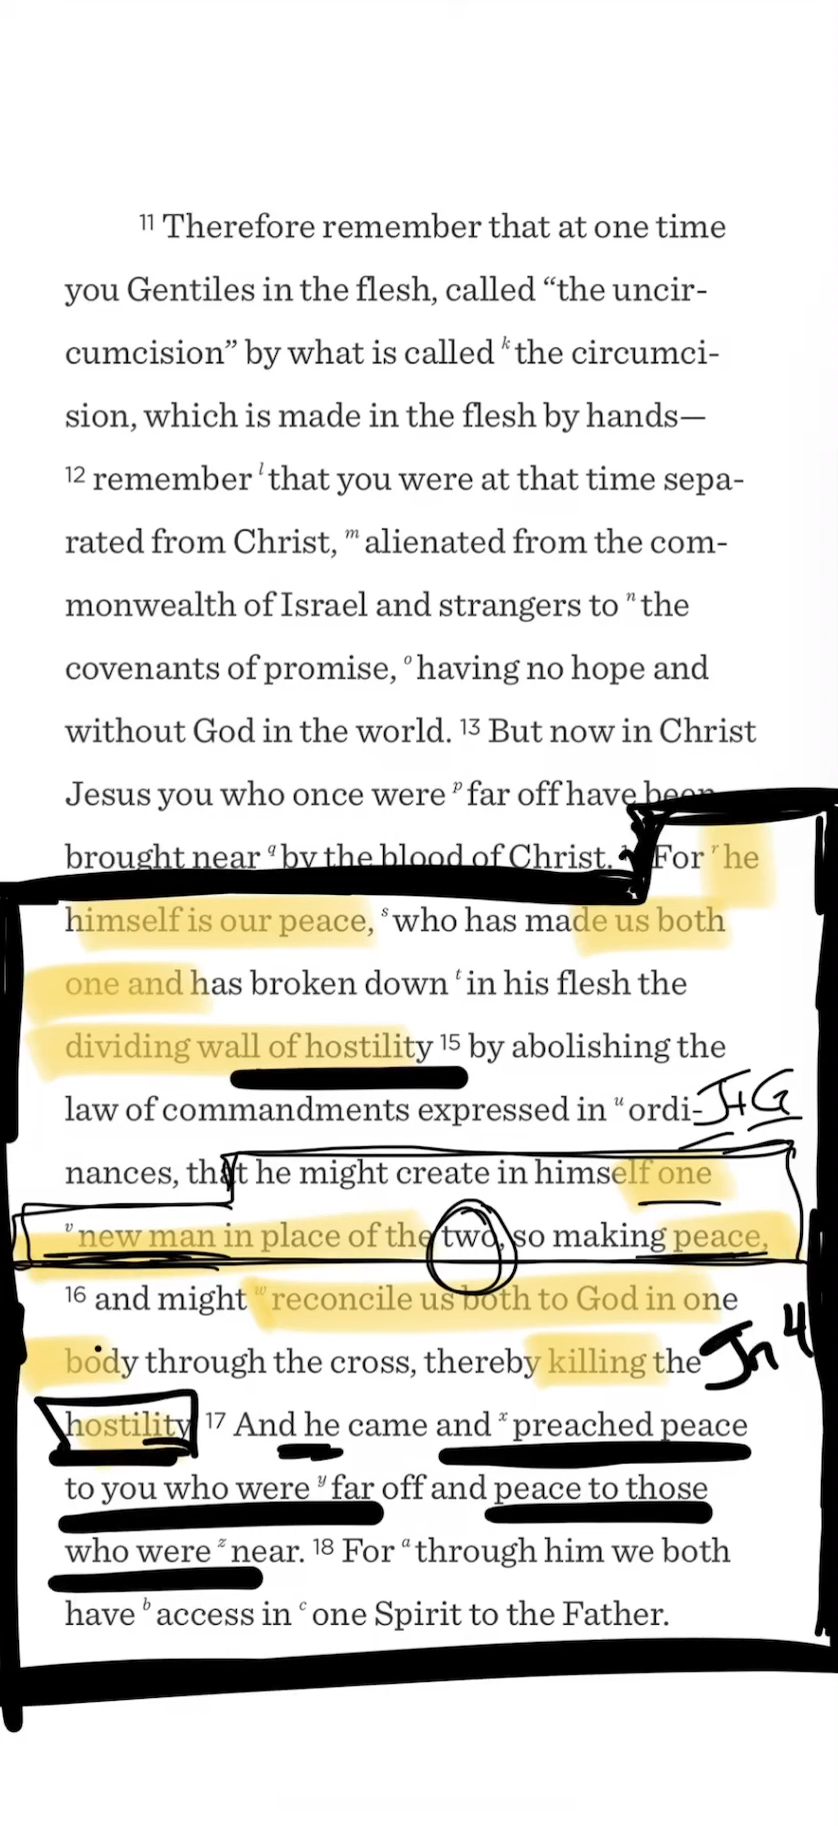 11 Therefore remember that at one time
you Gentiles in the flesh, called “the uncir-
cumcision” by what is called k the circumci-
sion, which is made in the flesh by hands—
12 remember l that you were at that time sepa-
rated from Christ, m alienated from the com-
monwealth of Israel and strangers to n the
covenants of promise, o having no hope and
without God in the world. 13 But now in Christ
Jesus you who once were p far off have been
brought near q by the blood of Christ. For r he
himself is our peace, s who has made us both
one and has broken down t in his flesh the
dividing wall of hostility 15 by abolishing the
law of commandments expressed in u ordi- J+G
nances, that he might create in himself one
v new man in place of the two, so making peace,
16 and might w reconcile us both to God in one
body through the cross, thereby killing the Jn 4
hostility 17 And he came and x preached peace
to you who were y far off and peace to those
who were z near. 18 For a through him we both
have b access in c one Spirit to the Father.